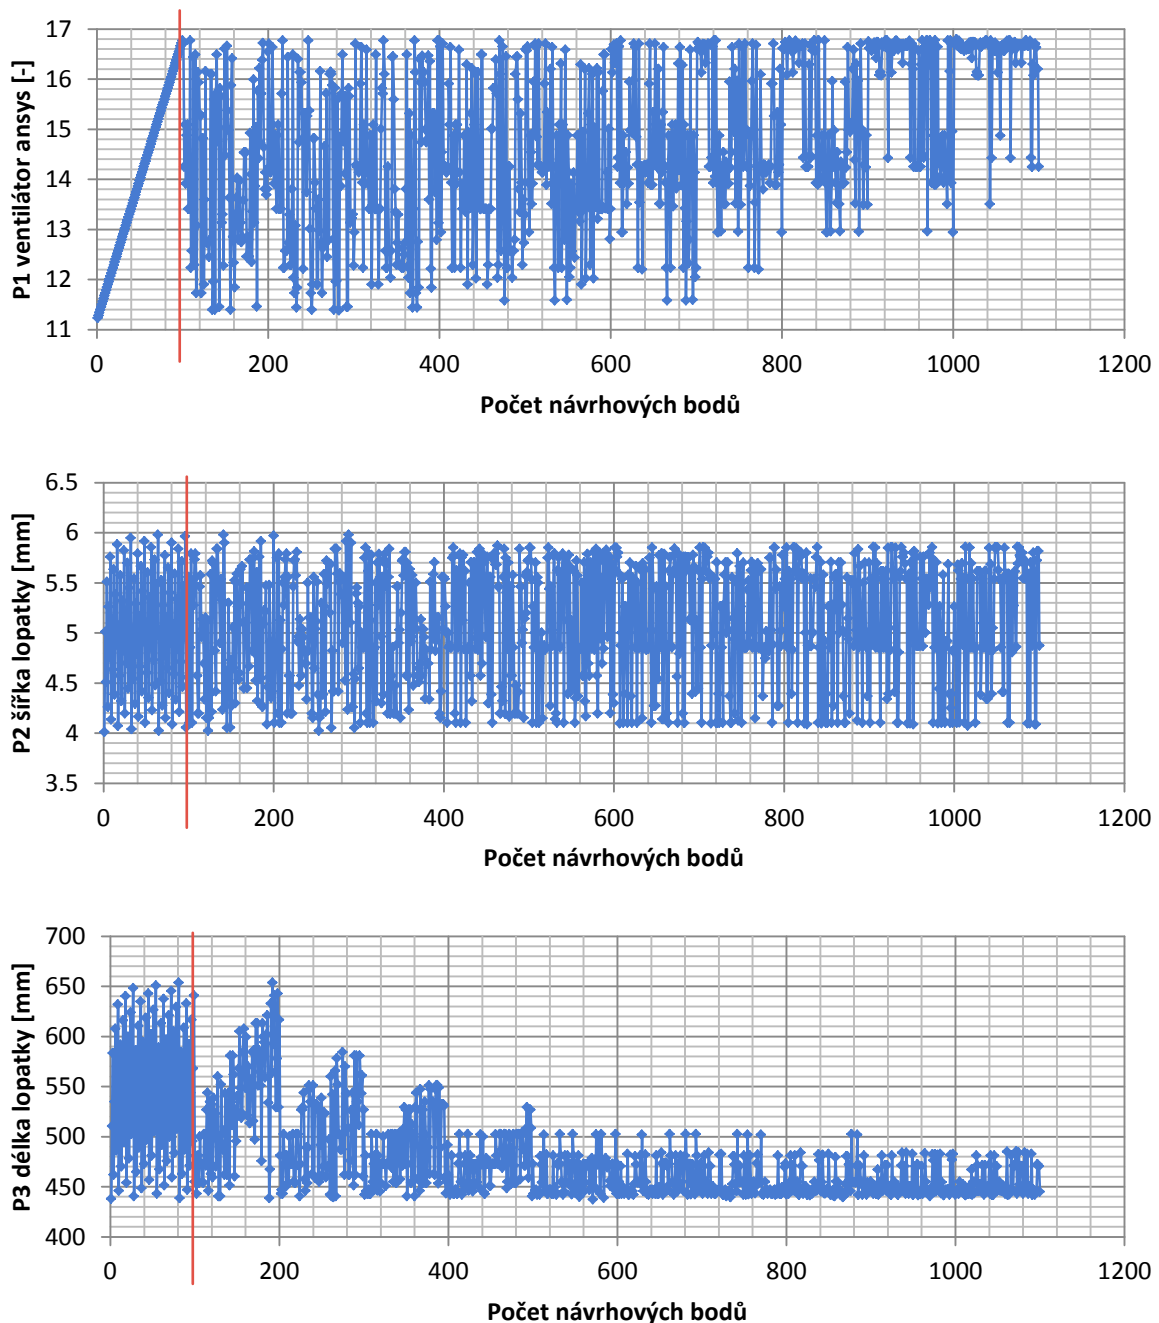 P1 ventilátor ansys [-]
17
16
15
14
13
12
11
0 200 400 600 800 1000 1200
Počet návrhových bodů
P2 šířka lopatky [mm]
6.5
6
5.5
5
4.5
4
3.5
0 200 400 600 800 1000 1200
Počet návrhových bodů
P3 délka lopatky [mm]
700
650
600
550
500
450
400
0 200 400 600 800 1000 1200
Počet návrhových bodů